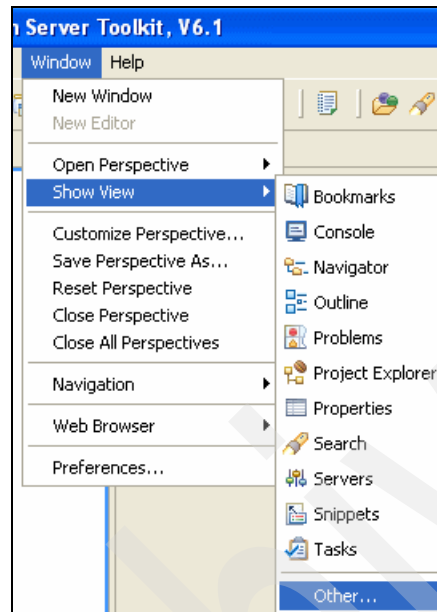 Server Toolkit, V6.1
Window Help
New Window
New Editor
Open Perspective
Show View
Customize Perspective...
Save Perspective As...
Reset Perspective
Close Perspective
Close All Perspectives
Navigation
Web Browser
Preferences...
Bookmarks
Console
Navigator
Outline
Problems
Project Explorer
Properties
Search
Servers
Snippets
Tasks
Other...